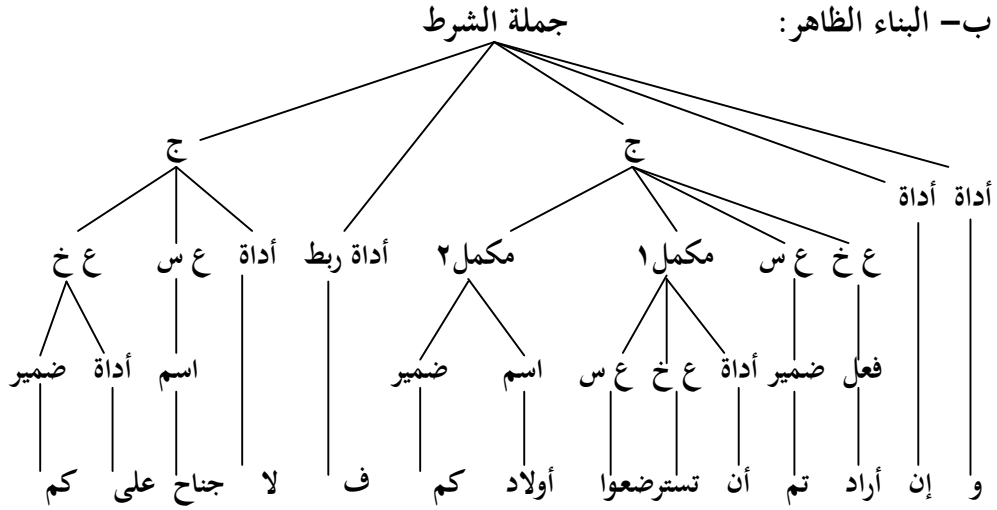 ب– البناء الظاهر: جملة الشرط
ج ج
أداة أداة
ع خ ع س مكمل١ مكمل٢ أداة ربط أداة ع س ع خ
فعل ضمير أداة ع خ ع س اسم ضمير اسم أداة ضمير
و إن أراد تم أن تسترضعوا أولاد كم ف لا جناح على كم